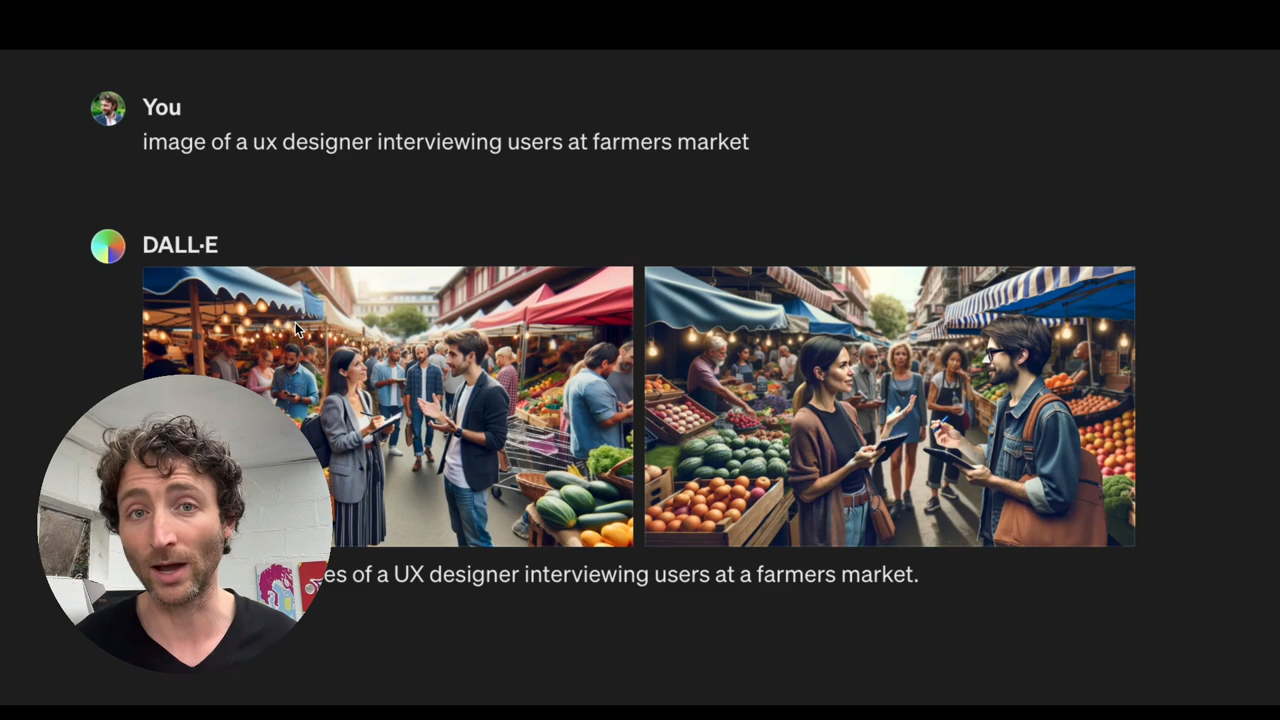 You
image of a ux designer interviewing users at farmers market
DALL·E
es of a UX designer interviewing users at a farmers market.